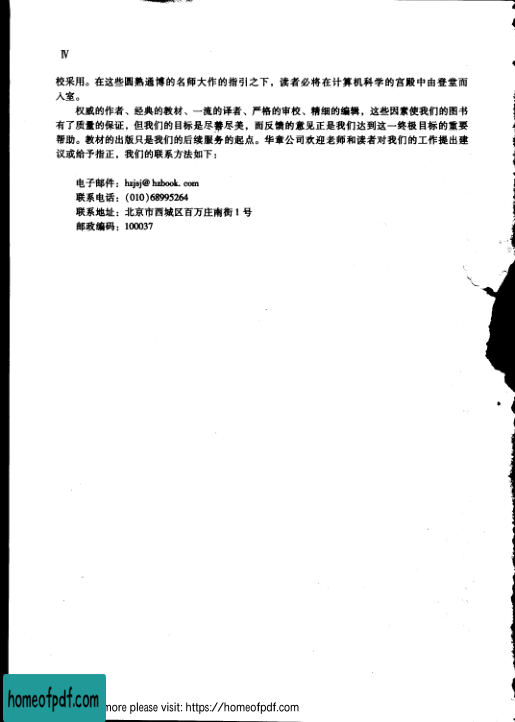 Ⅳ
校采用。在这些圆熟通博的名师大作的指引之下，读者必将在计算机科学的宫殿中由登堂而
入室。
权威的作者、经典的教材、一流的译者、严格的审校、精细的编辑，这些因素使我们的图书
有了质量的保证，但我们的目标是尽善尽美，而反馈的意见正是我们达到这一终极目标的重要
帮助。教材的出版只是我们的后续服务的起点。华章公司欢迎老师和读者对我们的工作提出建
议或给予指正，我们的联系方法如下：
电子邮件：hzjsj@hzbook.com
联系电话：(010)68995264
联系地址：北京市西城区百万庄南街1号
邮政编码：100037
homeofpdf.com
more please visit: https://homeofpdf.com